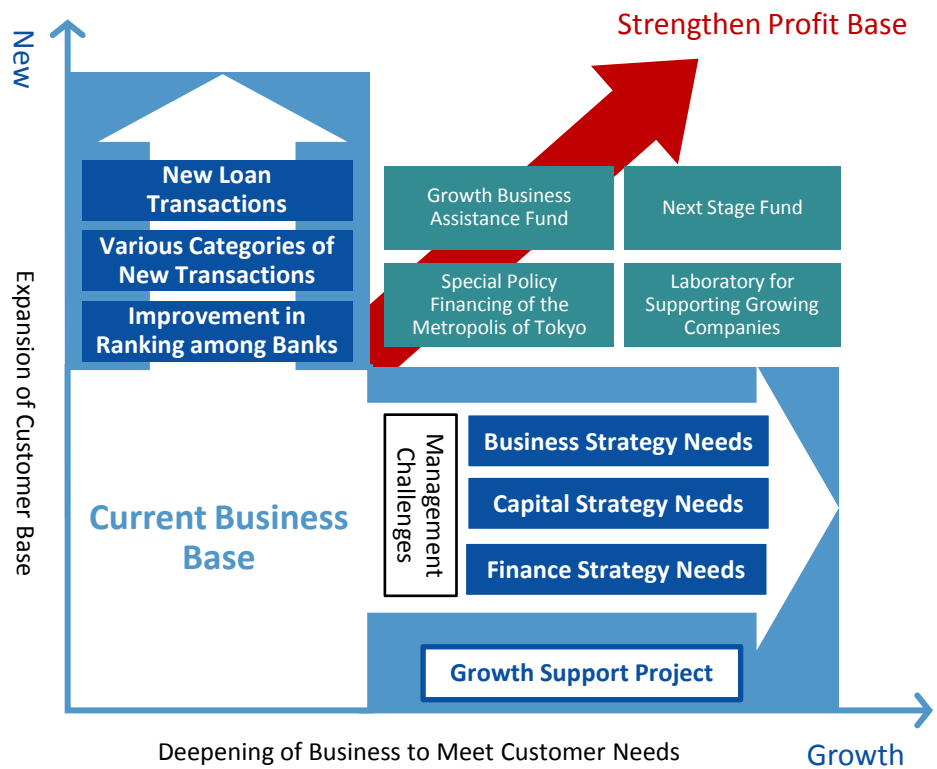 Strengthen Profit Base
New
New Loan
Transactions
Various Categories of
New Transactions
Improvement in
Ranking among Banks
Growth Business
Assistance Fund
Next Stage Fund
Special Policy
Financing of the
Metropolis of Tokyo
Laboratory for
Supporting Growing
Companies
Expansion of Customer Base
Current Business
Base
Management
Challenges
Business Strategy Needs
Capital Strategy Needs
Finance Strategy Needs
Growth Support Project
Deepening of Business to Meet Customer Needs
Growth